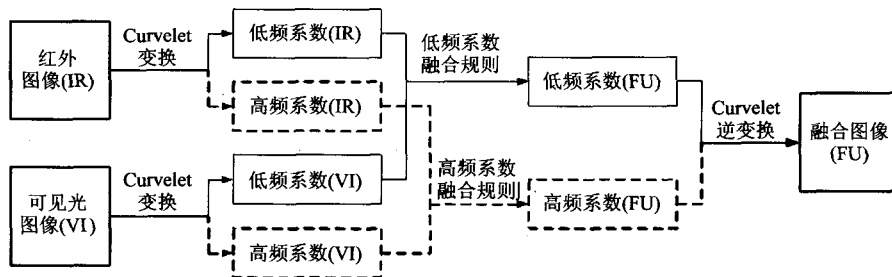 红外
图像(IR)
Curvelet
变换
低频系数(IR)
高频系数(IR)
低频系数
融合规则
低频系数(FU)
Curvelet
逆变换
融合图像
(FU)
可见光
图像(VI)
Curvelet
变换
低频系数(VI)
高频系数(VI)
高频系数
融合规则
高频系数(FU)